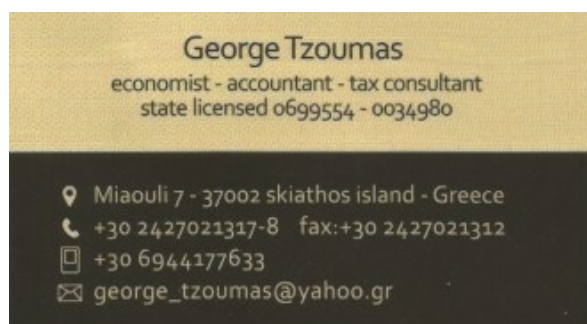 George Tzoumas
economist - accountant - tax consultant
state licensed 0699554 - 0034980
Miaouli 7 - 37002 skiathos island - Greece
+30 2427021317-8 fax:+30 2427021312
+30 6944177633
george_tzoumas@yahoo.gr